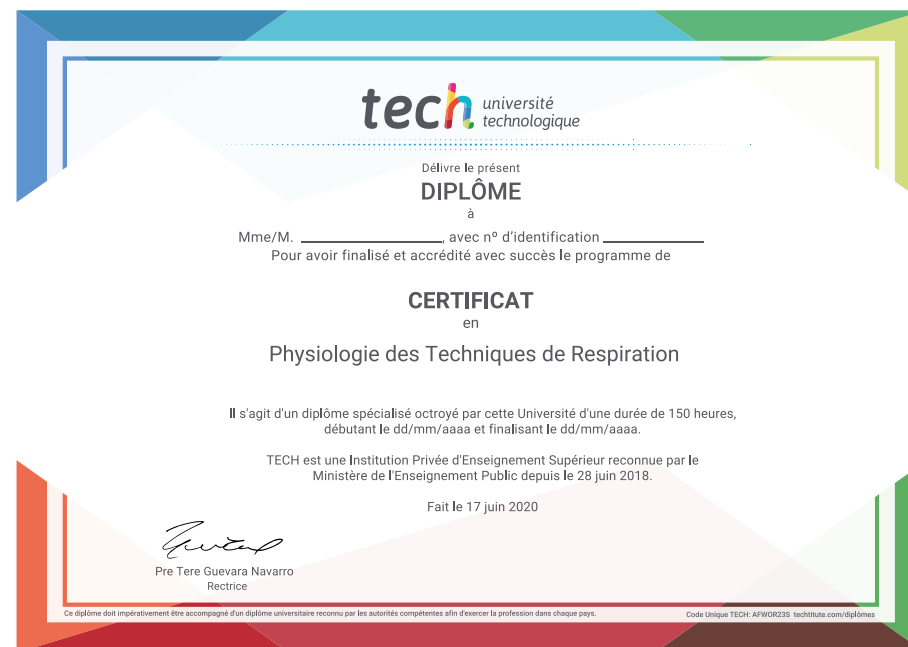 tech université
technologique
Délivre le présent
DIPLÔME
à
Mme/M. , avec nº d'identification
Pour avoir finalisé et accrédité avec succès le programme de
CERTIFICAT
en
Physiologie des Techniques de Respiration
Il s'agit d'un diplôme spécialisé octroyé par cette Université d'une durée de 150 heures,
débutant le dd/mm/aaaa et finalisant le dd/mm/aaaa.
TECH est une Institution Privée d'Enseignement Supérieur reconnue par le
Ministère de l'Enseignement Public depuis le 28 juin 2018.
Fait le 17 juin 2020
Pre Tere Guevara Navarro
Rectrice
Ce diplôme doit impérativement être accompagné d'un diplôme universitaire reconnu par les autorités compétentes afin d'exercer la profession dans chaque pays.
Code Unique TECH: AFWOR23S techtitute.com/diplômes